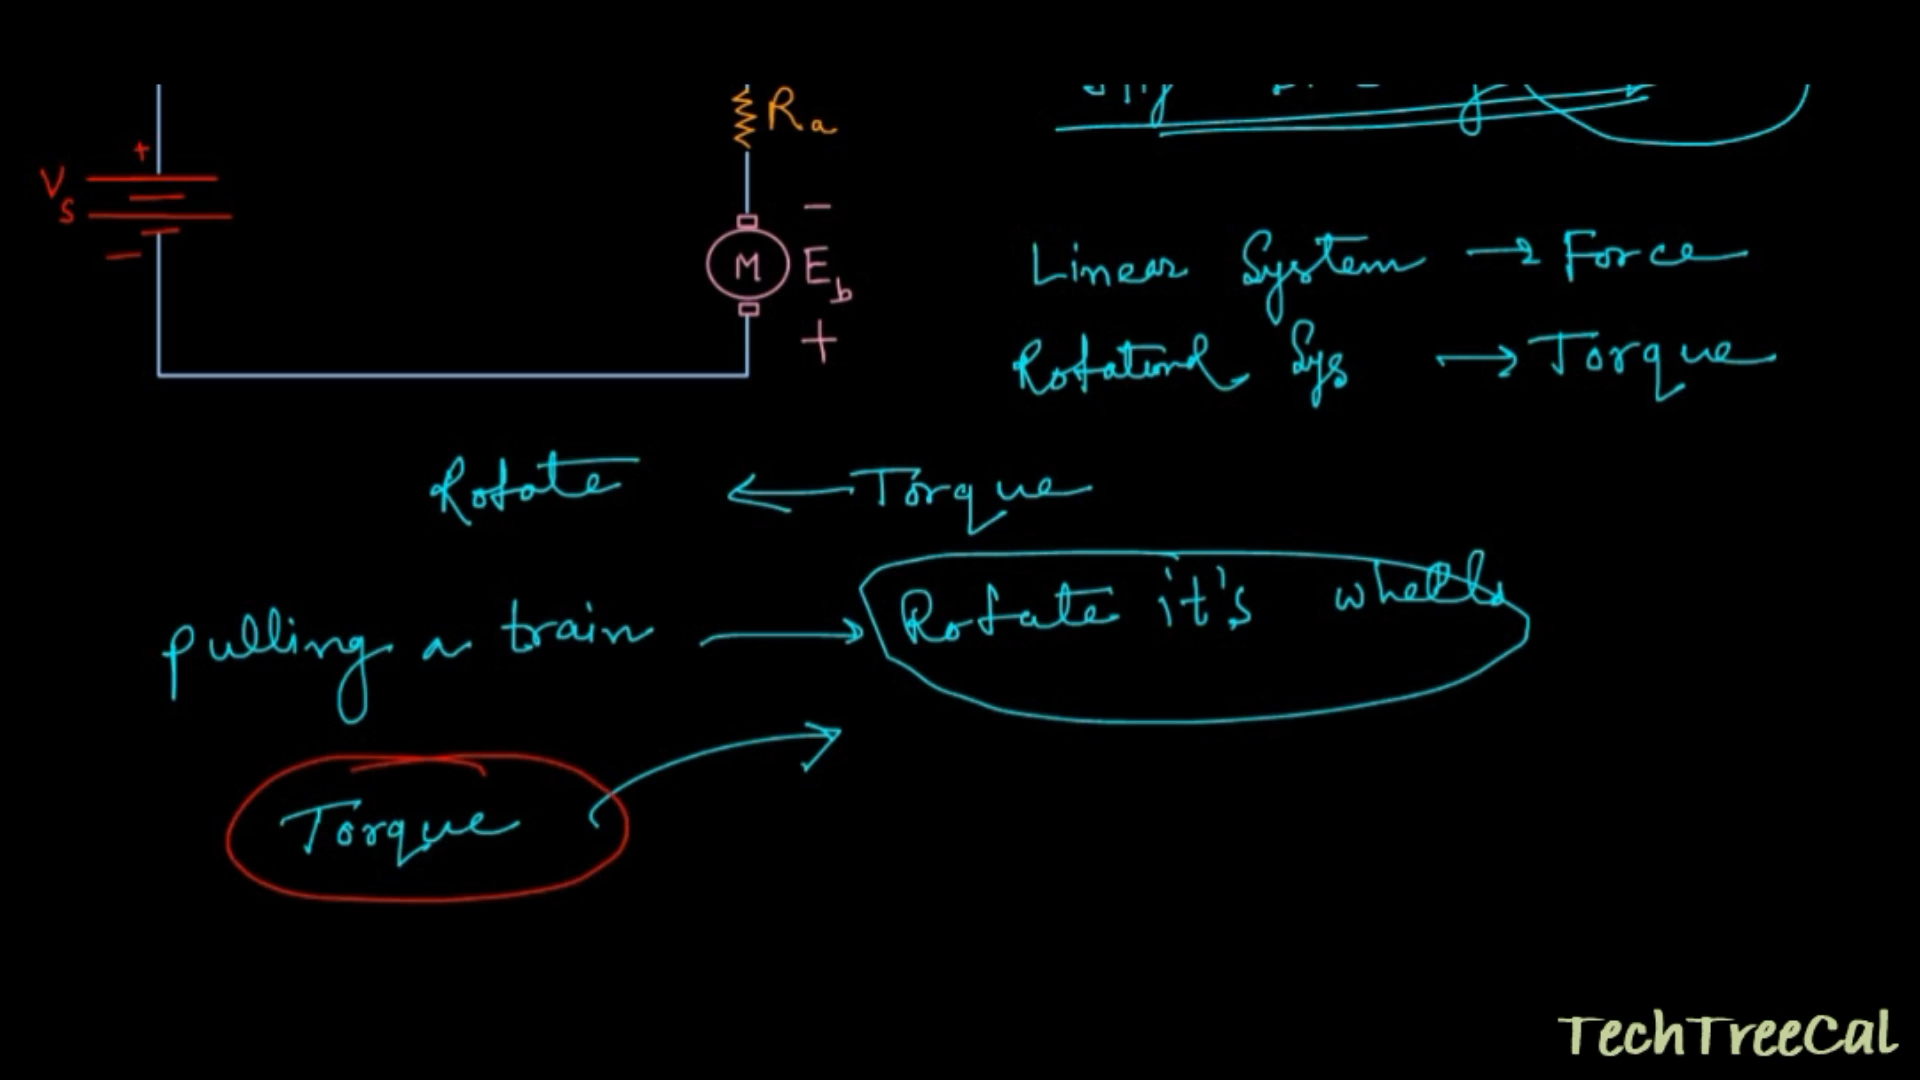 Ra
+
Vs
-
-
M
Eb
+
Linear System → Force
Rotational Sys → Torque
Rotate ← Torque
pulling a train → Rotate it's wheels
Torque
TechTreeCal